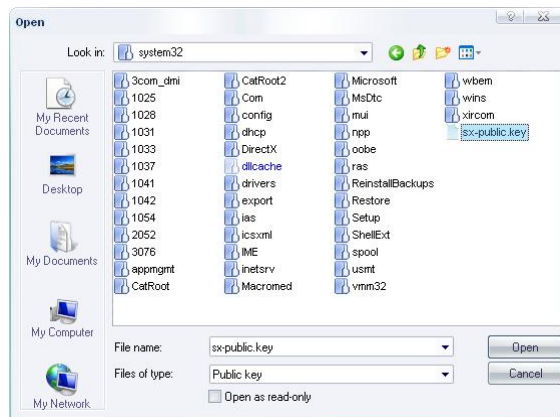 Open
Look in: system32
My Recent
Documents
Desktop
My Documents
My Computer
My Network
3com_dmi
1025
1028
1031
1033
1037
1041
1042
1054
2052
3076
appmgmt
CatRoot
CatRoot2
Com
config
dhcp
DirectX
dllcache
drivers
export
ias
icsxml
IME
inetsrv
Macromed
Microsoft
MsDtc
mui
npp
oobe
ras
ReinstallBackups
Restore
Setup
ShellExt
spool
usmt
vmm32
wbem
wins
xircom
sx-public.key
File name: sx-public.key Open
Files of type: Public key Cancel
Open as read-only